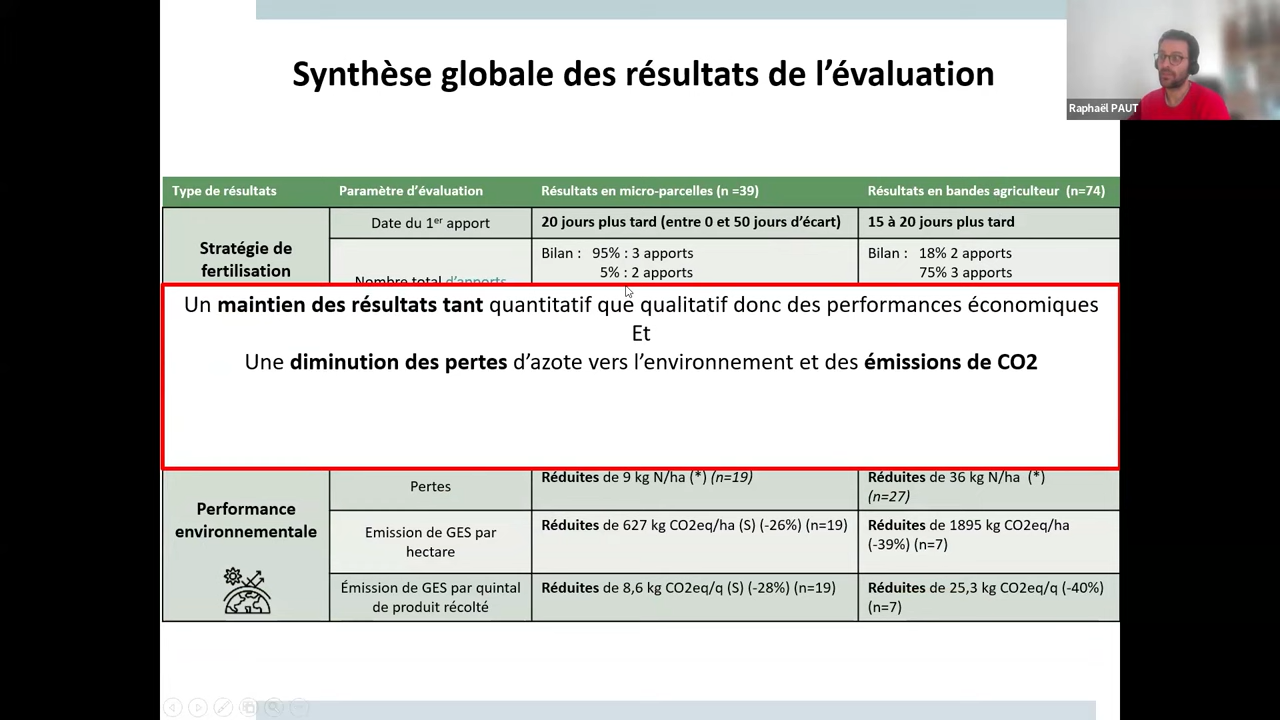 Synthèse globale des résultats de l'évaluation
Raphaël PAUT
Type de résultats
Paramètre d'évaluation
Résultats en micro-parcelles (n =39)
Résultats en bandes agriculteur (n=74)
Stratégie de
fertilisation
Date du 1er apport
20 jours plus tard (entre 0 et 50 jours d'écart)
15 à 20 jours plus tard
Nombre total d'apports
Bilan : 95% : 3 apports
5% : 2 apports
Bilan : 18% 2 apports
75% 3 apports
Un maintien des résultats tant quantitatif que qualitatif donc des performances économiques
Et
Une diminution des pertes d'azote vers l'environnement et des émissions de CO2
Performance
environnementale
Pertes
Réduites de 9 kg N/ha (*) (n=19)
Réduites de 36 kg N/ha (*)
(n=27)
Emission de GES par
hectare
Réduites de 627 kg CO2eq/ha (S) (-26%) (n=19)
Réduites de 1895 kg CO2eq/ha
(-39%) (n=7)
Émission de GES par quintal
de produit récolté
Réduites de 8,6 kg CO2eq/q (S) (-28%) (n=19)
Réduites de 25,3 kg CO2eq/q (-40%)
(n=7)